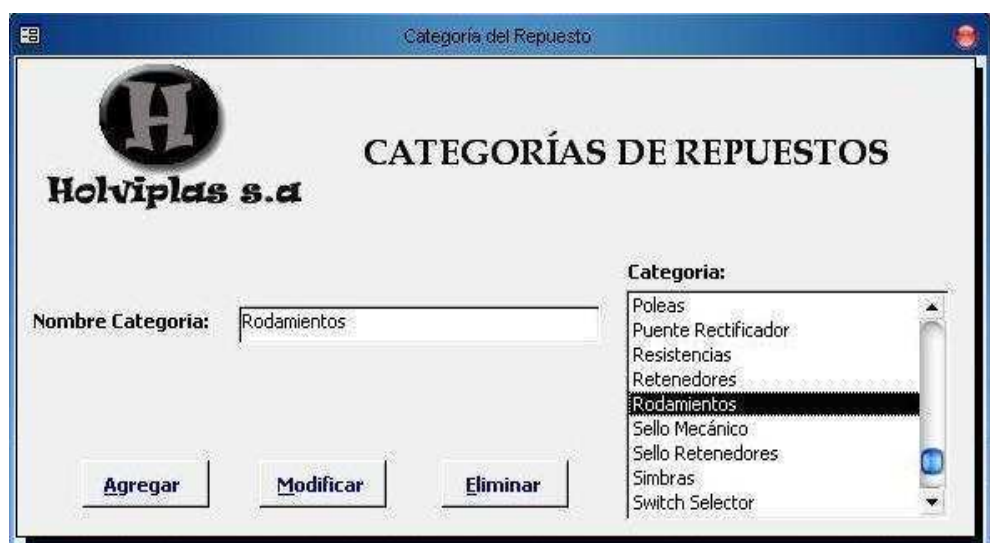 Categoría del Repuesto
H
Holviplas s.a
CATEGORÍAS DE REPUESTOS
Categoria:
Nombre Categoria:
Rodamientos
Poleas
Puente Rectificador
Resistencias
Retenedores
Rodamientos
Sello Mecánico
Sello Retenedores
Simbras
Switch Selector
Agregar
Modificar
Eliminar